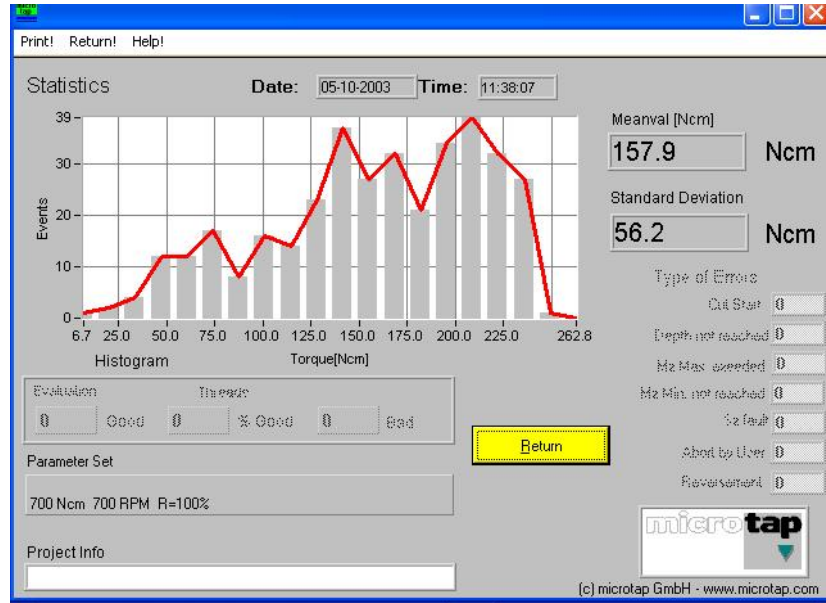 micro
tap
Print! Return! Help!
Statistics
Date: 05-10-2003 Time: 11:38:07
39
30
20
10
0
Events
6.7 25.0 50.0 75.0 100.0 125.0 150.0 175.0 200.0 225.0 262.8
Histogram
Torque[Ncm]
Meanval [Ncm]
157.9 Ncm
Standard Deviation
56.2 Ncm
Type of Errors
Cut Start 0
Depth not reached 0
Mz Max. exeeded 0
Mz Min. not reached 0
Sz fault 0
Abort by User 0
Reversement 0
Evaluation Threads
0 Good 0 % Good 0 Bad
Return
Parameter Set
700 Ncm 700 RPM R=100%
Project Info
microtap
(c) microtap GmbH - www.microtap.com